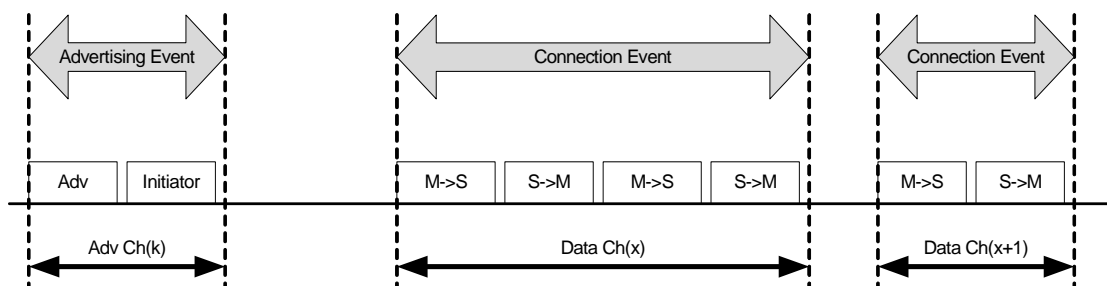 Advertising Event
Connection Event
Connection Event
Adv
Initiator
M->S
S->M
M->S
S->M
M->S
S->M
Adv Ch(k)
Data Ch(x)
Data Ch(x+1)